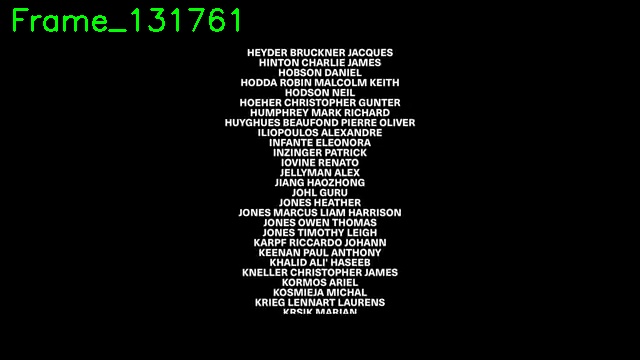 Frame_131761
HEYDER BRUCKNER JACQUES
HINTON CHARLIE JAMES
HOBSON DANIEL
HODDA ROBIN MALCOLM KEITH
HODSON NEIL
HOEHER CHRISTOPHER GUNTER
HUMPHREY MARK RICHARD
HUYGHUES BEAUFOND PIERRE OLIVER
ILIOPOULOS ALEXANDRE
INFANTE ELEONORA
INZINGER PATRICK
IOVINE RENATO
JELLYMAN ALEX
JIANG HAOZHONG
JOHL GURU
JONES HEATHER
JONES MARCUS LIAM HARRISON
JONES OWEN THOMAS
JONES TIMOTHY LEIGH
KARPF RICCARDO JOHANN
KEENAN PAUL ANTHONY
KHALID ALI' HASEEB
KNELLER CHRISTOPHER JAMES
KORMOS ARIEL
KOSMIEJA MICHAL
KRIEG LENNART LAURENS
KRSIK MARIAN